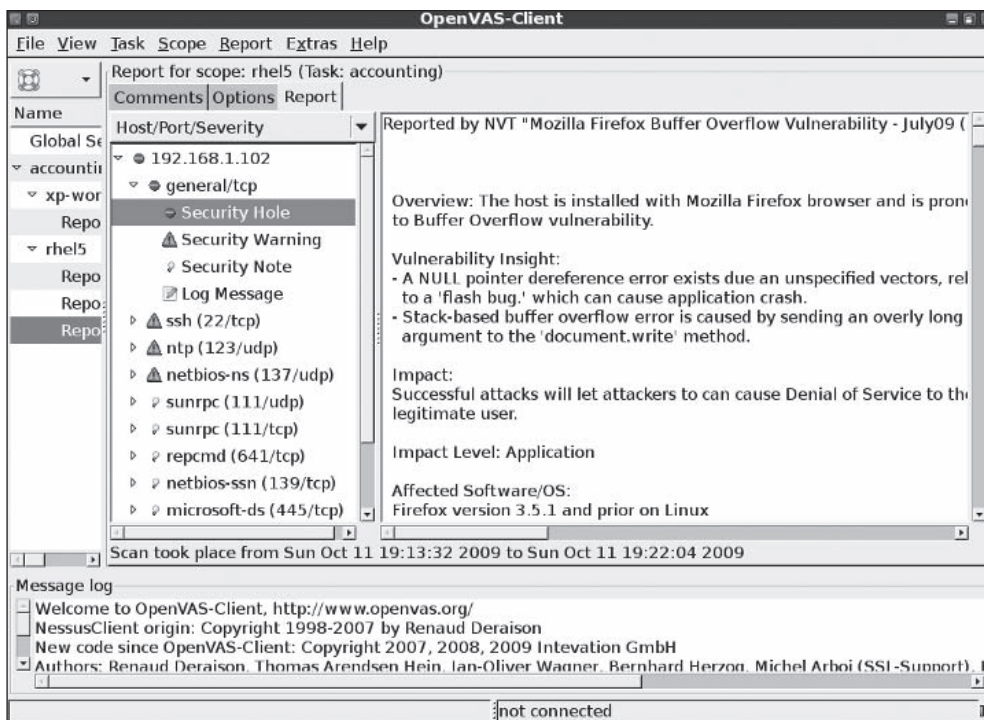 OpenVAS-Client
File View Task Scope Report Extras Help
Report for scope: rhel5 (Task: accounting)
Comments Options Report
Name
Global Se
accountin
xp-wor
Repo
rhel5
Repo
Repo
Repo
Host/Port/Severity
192.168.1.102
general/tcp
Security Hole
Security Warning
Security Note
Log Message
ssh (22/tcp)
ntp (123/udp)
netbios-ns (137/udp)
sunrpc (111/udp)
sunrpc (111/tcp)
repcmd (641/tcp)
netbios-ssn (139/tcp)
microsoft-ds (445/tcp)
Reported by NVT "Mozilla Firefox Buffer Overflow Vulnerability - July09 (
Overview: The host is installed with Mozilla Firefox browser and is prone
to Buffer Overflow vulnerability.
Vulnerability Insight:
- A NULL pointer dereference error exists due an unspecified vectors, rel
to a 'flash bug.' which can cause application crash.
- Stack-based buffer overflow error is caused by sending an overly long
argument to the 'document.write' method.
Impact:
Successful attacks will let attackers to can cause Denial of Service to the
legitimate user.
Impact Level: Application
Affected Software/OS:
Firefox version 3.5.1 and prior on Linux
Scan took place from Sun Oct 11 19:13:32 2009 to Sun Oct 11 19:22:04 2009
Message log
Welcome to OpenVAS-Client, http://www.openvas.org/
NessusClient origin: Copyright 1998-2007 by Renaud Deraison
New code since OpenVAS-Client: Copyright 2007, 2008, 2009 Intevation GmbH
Authors: Renaud Deraison, Thomas Arendsen Hein, Jan-Oliver Wagner, Bernhard Herzog, Michel Arboi (SSL-Support),
not connected